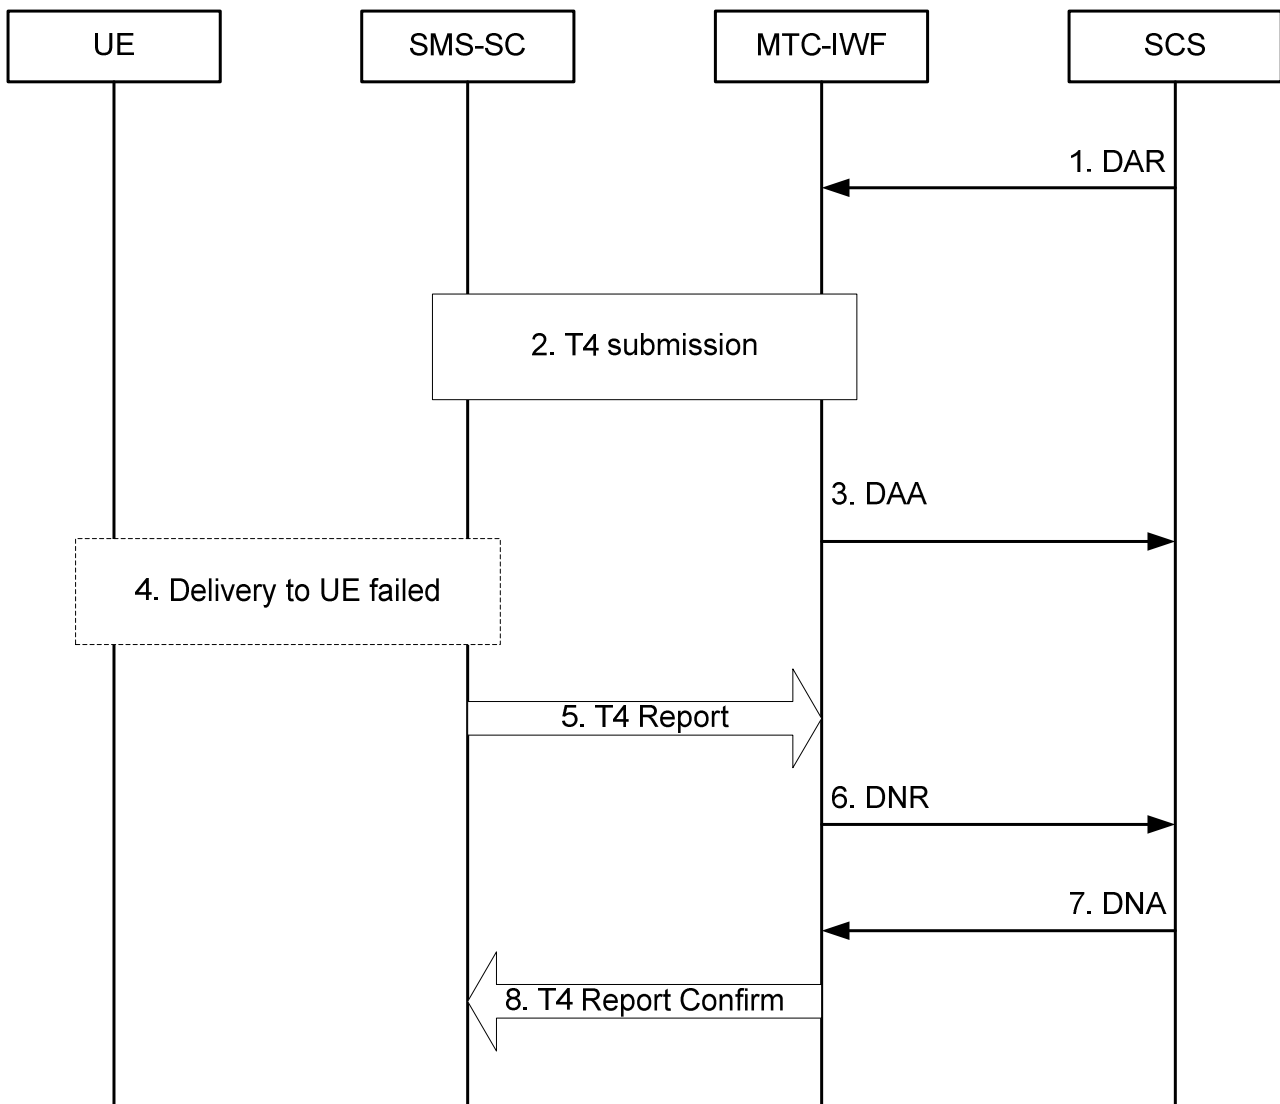 UE
SMS-SC
MTC-IWF
SCS
1. DAR
2. T4 submission
3. DAA
4. Delivery to UE failed
5. T4 Report
6. DNR
7. DNA
8. T4 Report Confirm